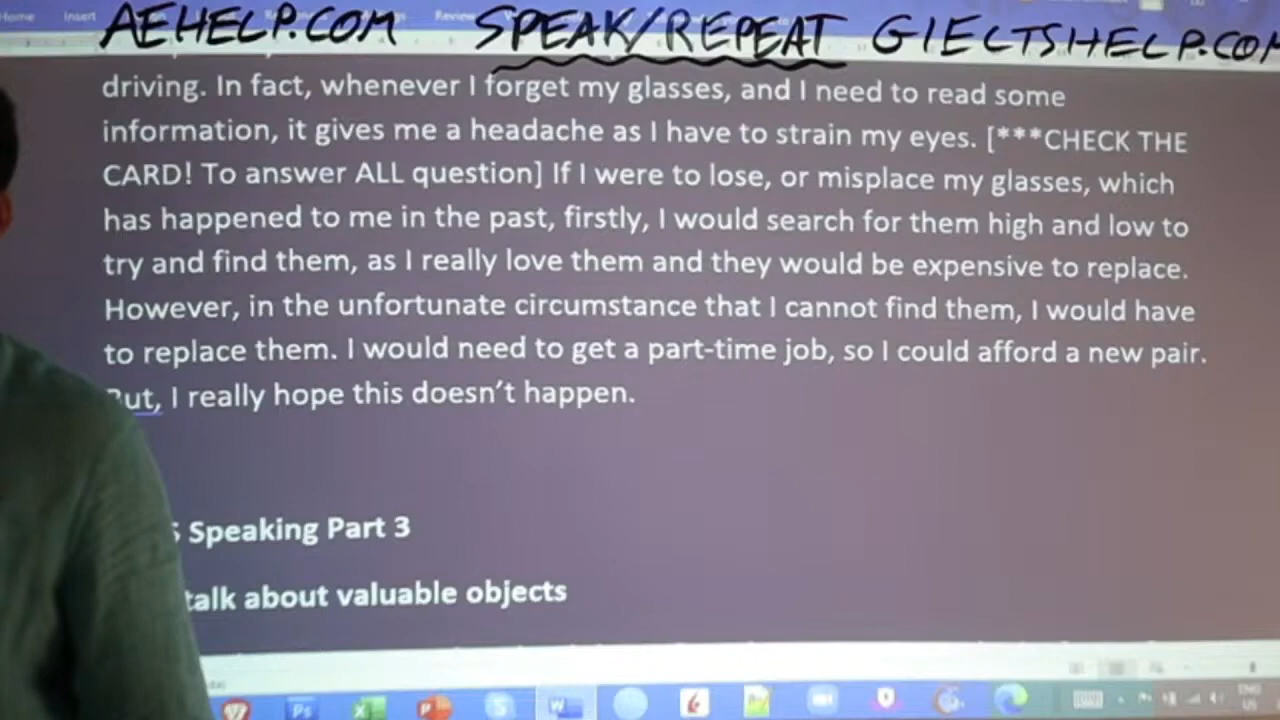 Home Insert Review
AEHELP.COM SPEAK/REPEAT GIELTSHELP.COM
driving. In fact, whenever I forget my glasses, and I need to read some
information, it gives me a headache as I have to strain my eyes. [***CHECK THE
CARD! To answer ALL question] If I were to lose, or misplace my glasses, which
has happened to me in the past, firstly, I would search for them high and low to
try and find them, as I really love them and they would be expensive to replace.
However, in the unfortunate circumstance that I cannot find them, I would have
to replace them. I would need to get a part-time job, so I could afford a new pair.
But, I really hope this doesn't happen.
S Speaking Part 3
talk about valuable objects
ENG
US